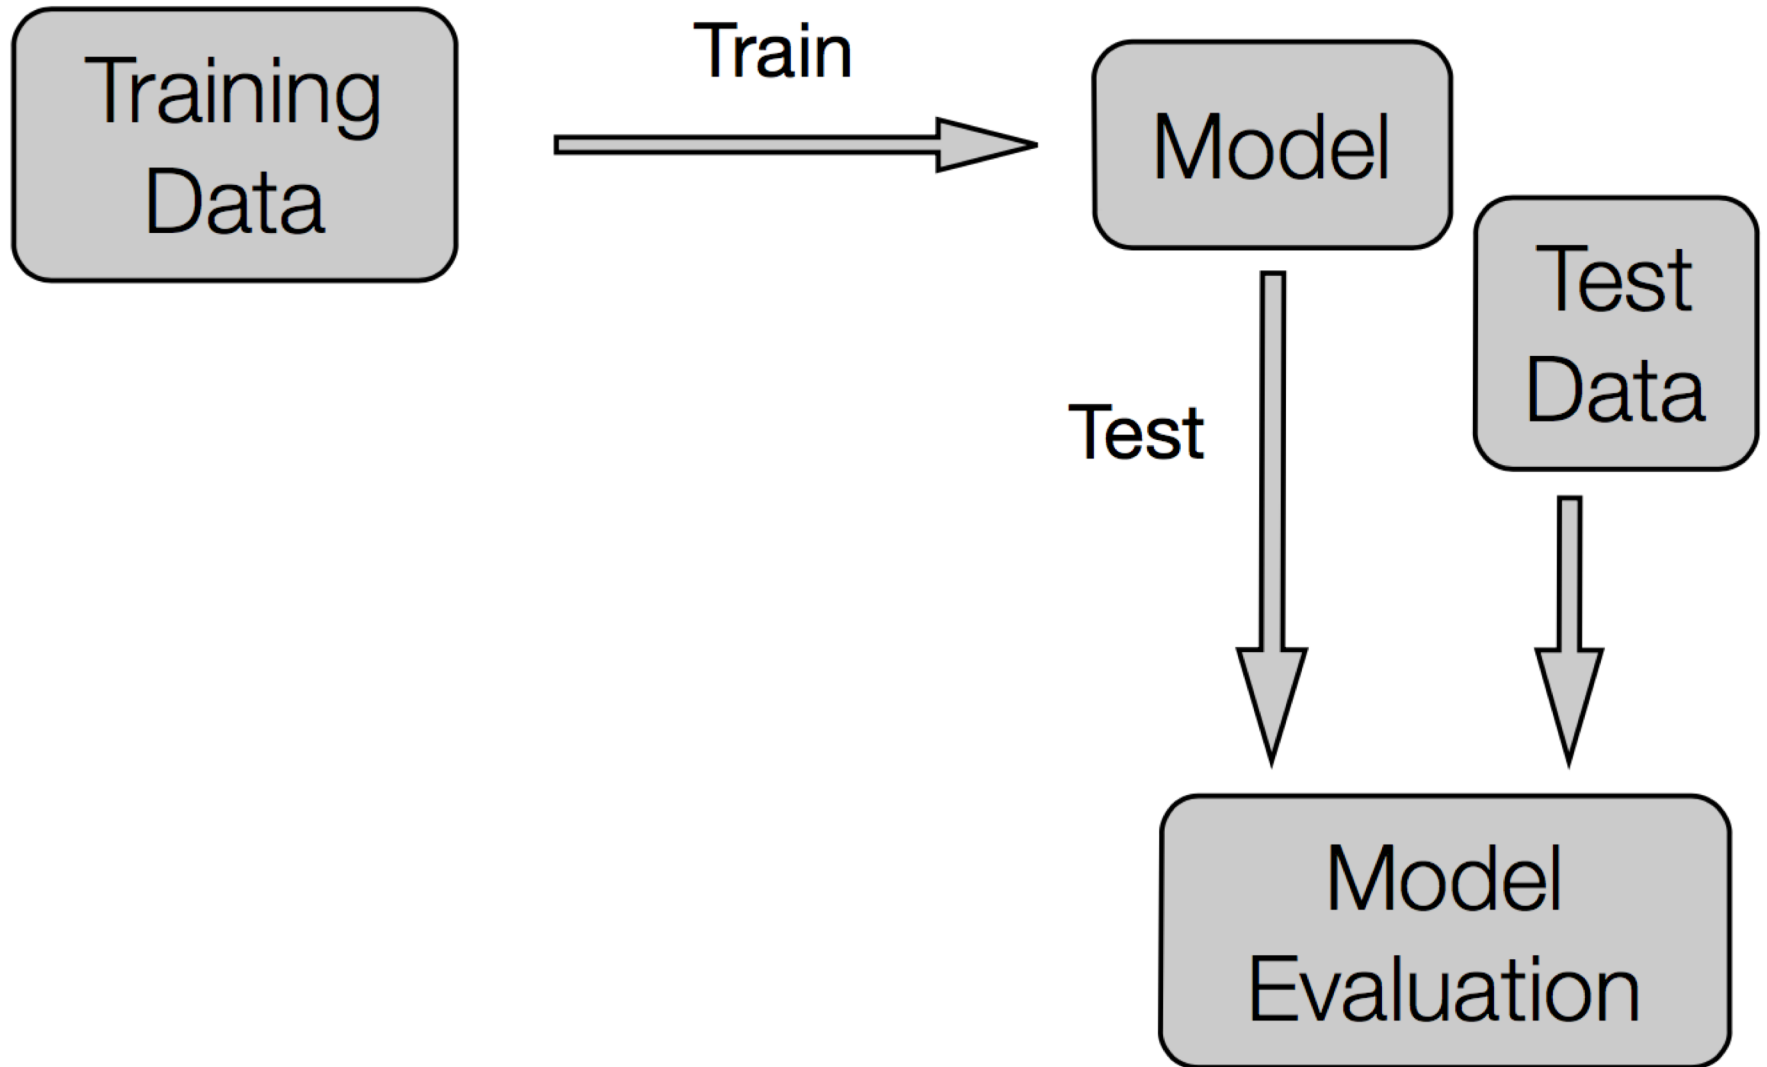 Training
Data
Train
Model
Test
Data
Test
Model
Evaluation